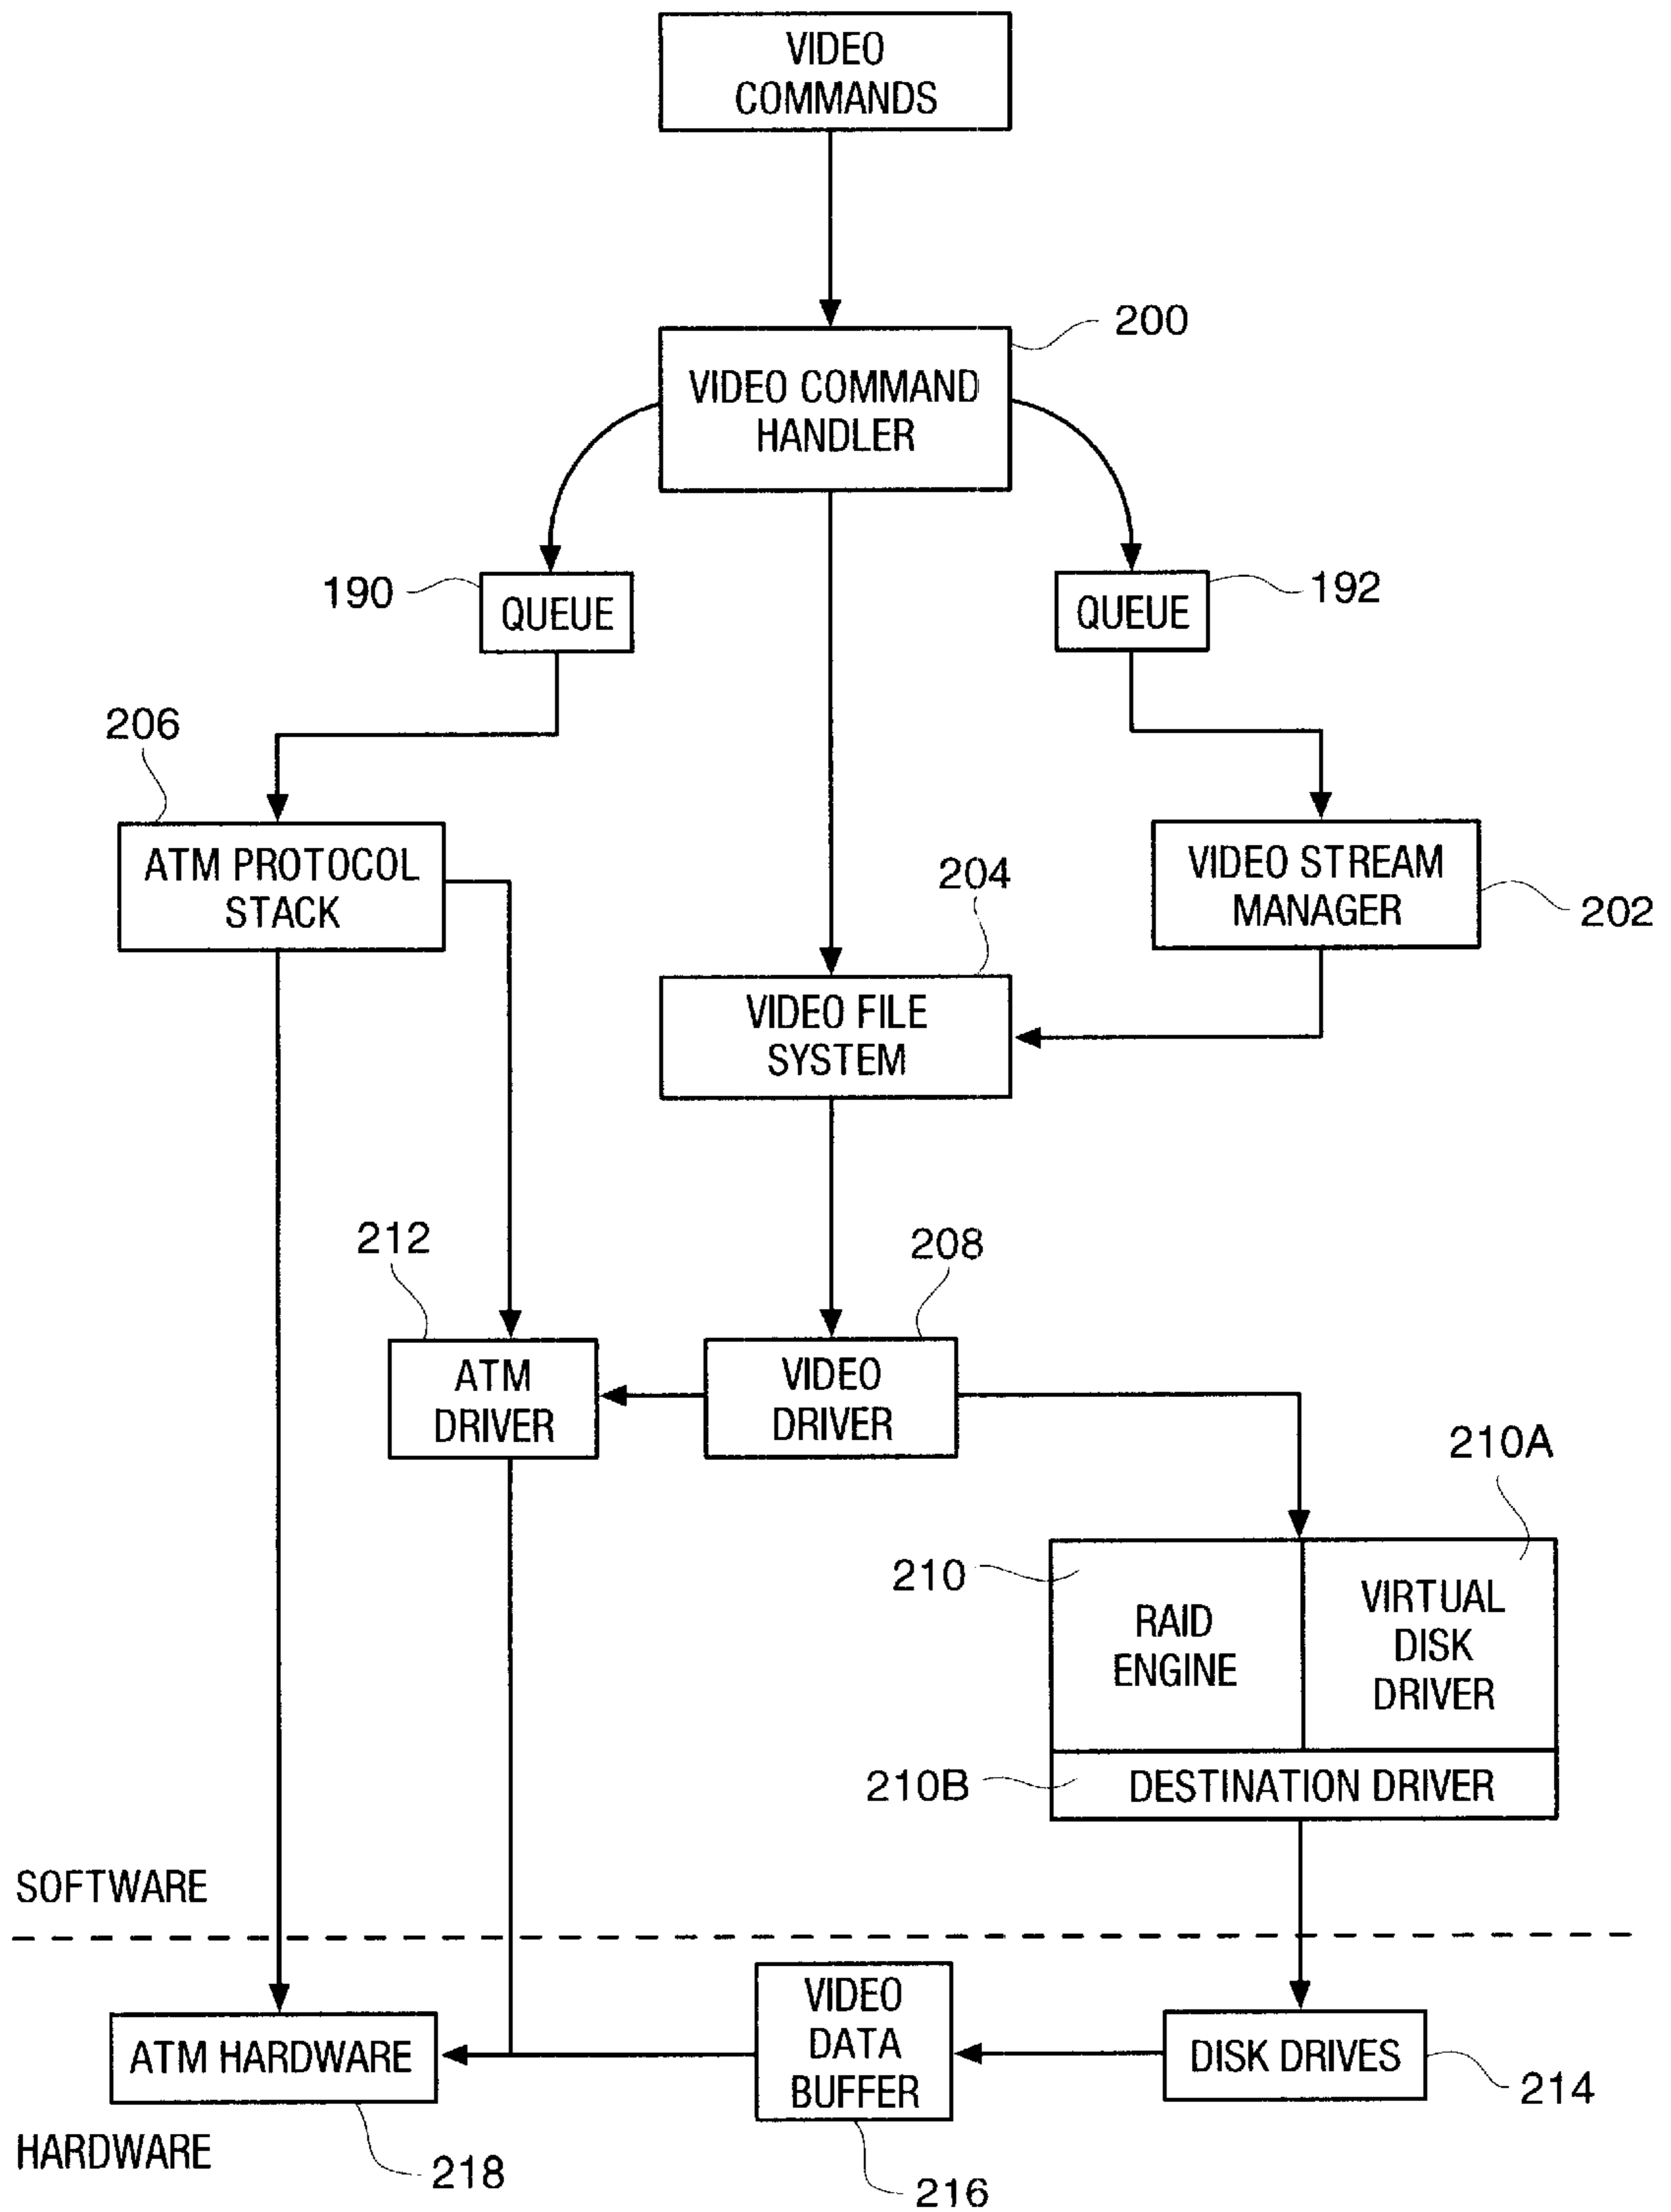 VIDEO
COMMANDS
200
VIDEO COMMAND
HANDLER
190
QUEUE
192
QUEUE
206
ATM PROTOCOL
STACK
204
VIDEO STREAM
MANAGER
202
VIDEO FILE
SYSTEM
212
208
ATM
DRIVER
VIDEO
DRIVER
210A
210
RAID
ENGINE
VIRTUAL
DISK
DRIVER
210B
DESTINATION DRIVER
SOFTWARE
ATM HARDWARE
VIDEO
DATA
BUFFER
DISK DRIVES
214
HARDWARE
218
216